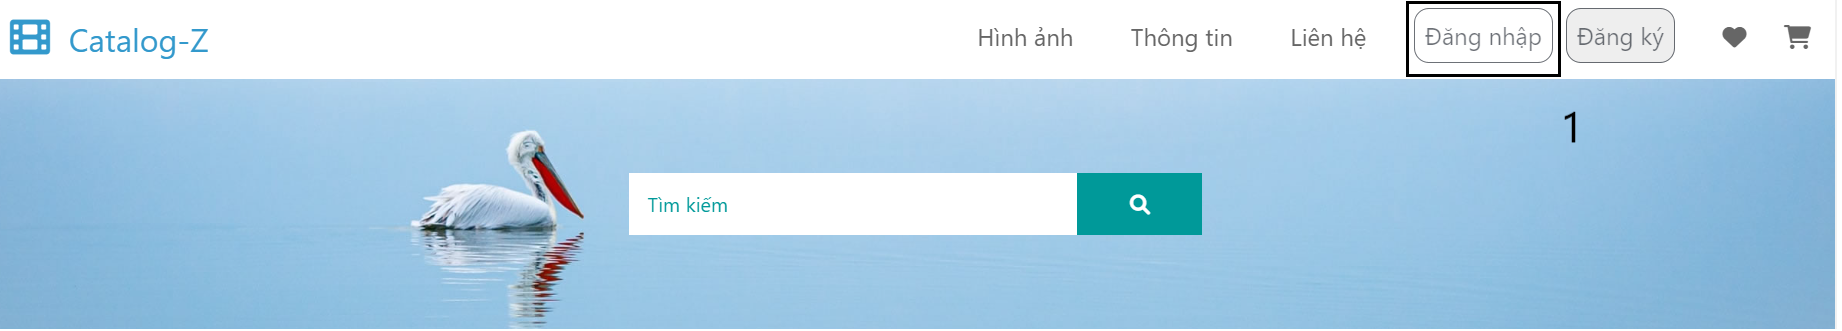 Catalog-Z
Hình ảnh
Thông tin
Liên hệ
Đăng nhập
Đăng ký
1
Tìm kiếm